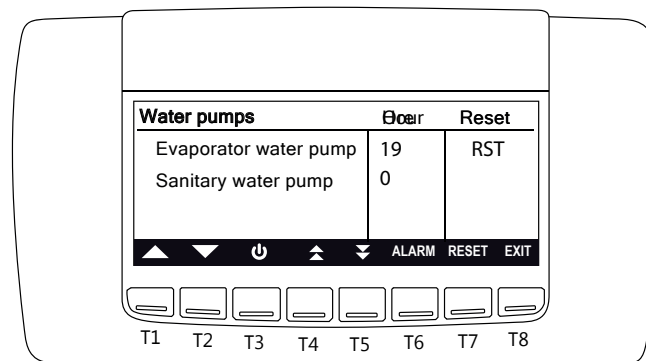 Water pumps Hour Reset
Evaporator water pump 19 RST
Sanitary water pump 0
ALARM RESET EXIT
T1 T2 T3 T4 T5 T6 T7 T8